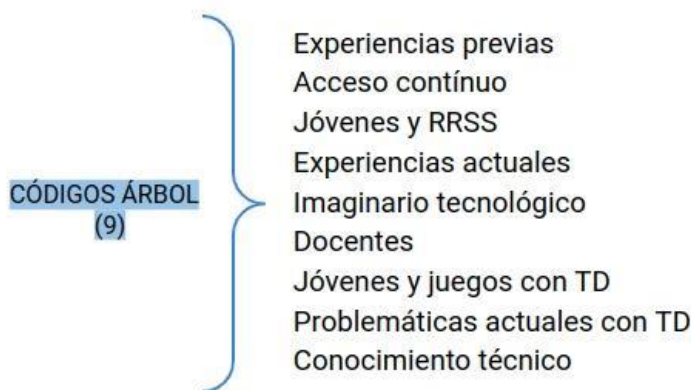 CÓDIGOS ÁRBOL
(9)
Experiencias previas
Acceso contínuo
Jóvenes y RRSS
Experiencias actuales
Imaginario tecnológico
Docentes
Jóvenes y juegos con TD
Problemáticas actuales con TD
Conocimiento técnico